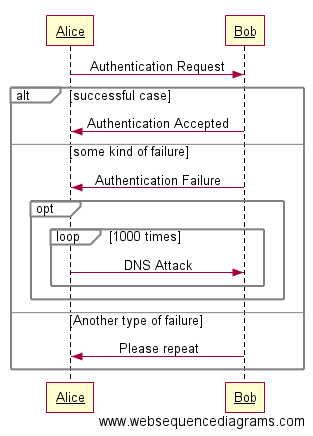 Alice Bob
Authentication Request
alt [successful case]
Authentication Accepted
[some kind of failure]
Authentication Failure
opt
loop [1000 times]
DNS Attack
[Another type of failure]
Please repeat
Alice Bob
www.websequencediagrams.com